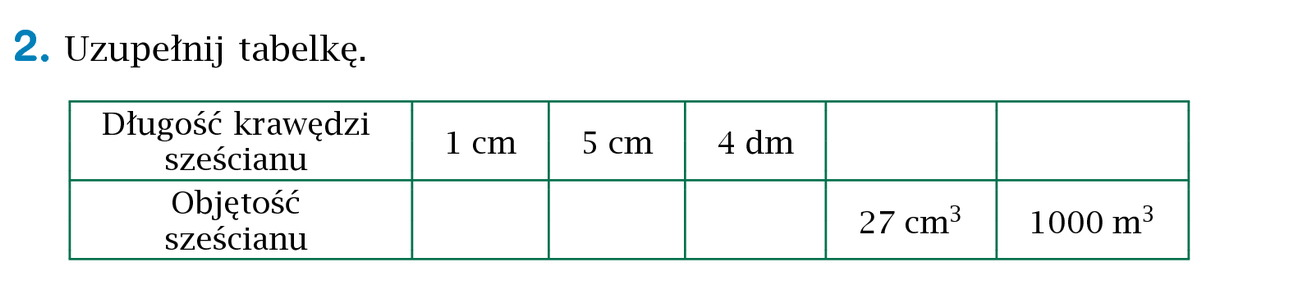 2. Uzupełnij tabelkę.
Długość krawędzi
sześcianu
1 cm
5 cm
4 dm
Objętość
sześcianu
27 cm³
1000 m³